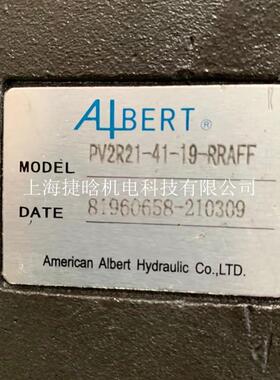 ALBERT ®
MODEL PV2R21-41-19-RRAFF
上海捷晗机电科技有限公司
DATE 81960658-210309
American Albert Hydraulic Co.,LTD.